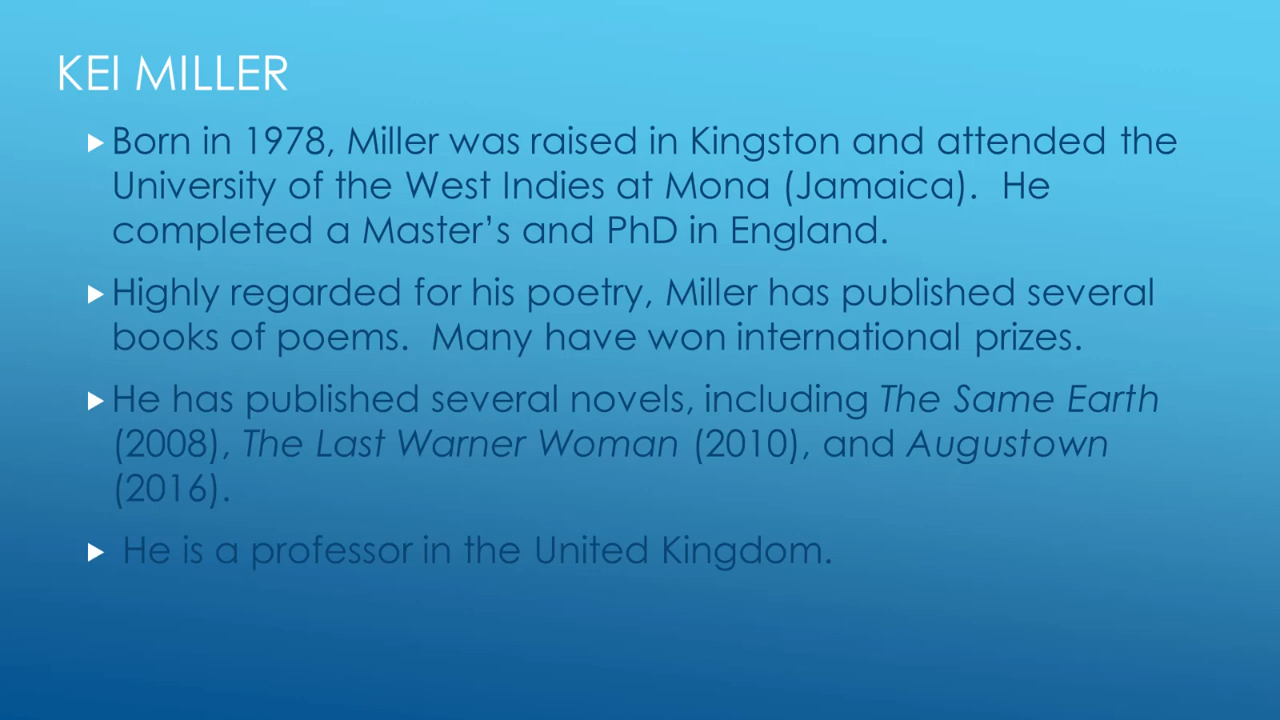 KEI MILLER
Born in 1978, Miller was raised in Kingston and attended the
University of the West Indies at Mona (Jamaica).  He
completed a Master’s and PhD in England.
Highly regarded for his poetry, Miller has published several
books of poems.  Many have won international prizes.
He has published several novels, including The Same Earth
(2008), The Last Warner Woman (2010), and Augustown
(2016).
He is a professor in the United Kingdom.